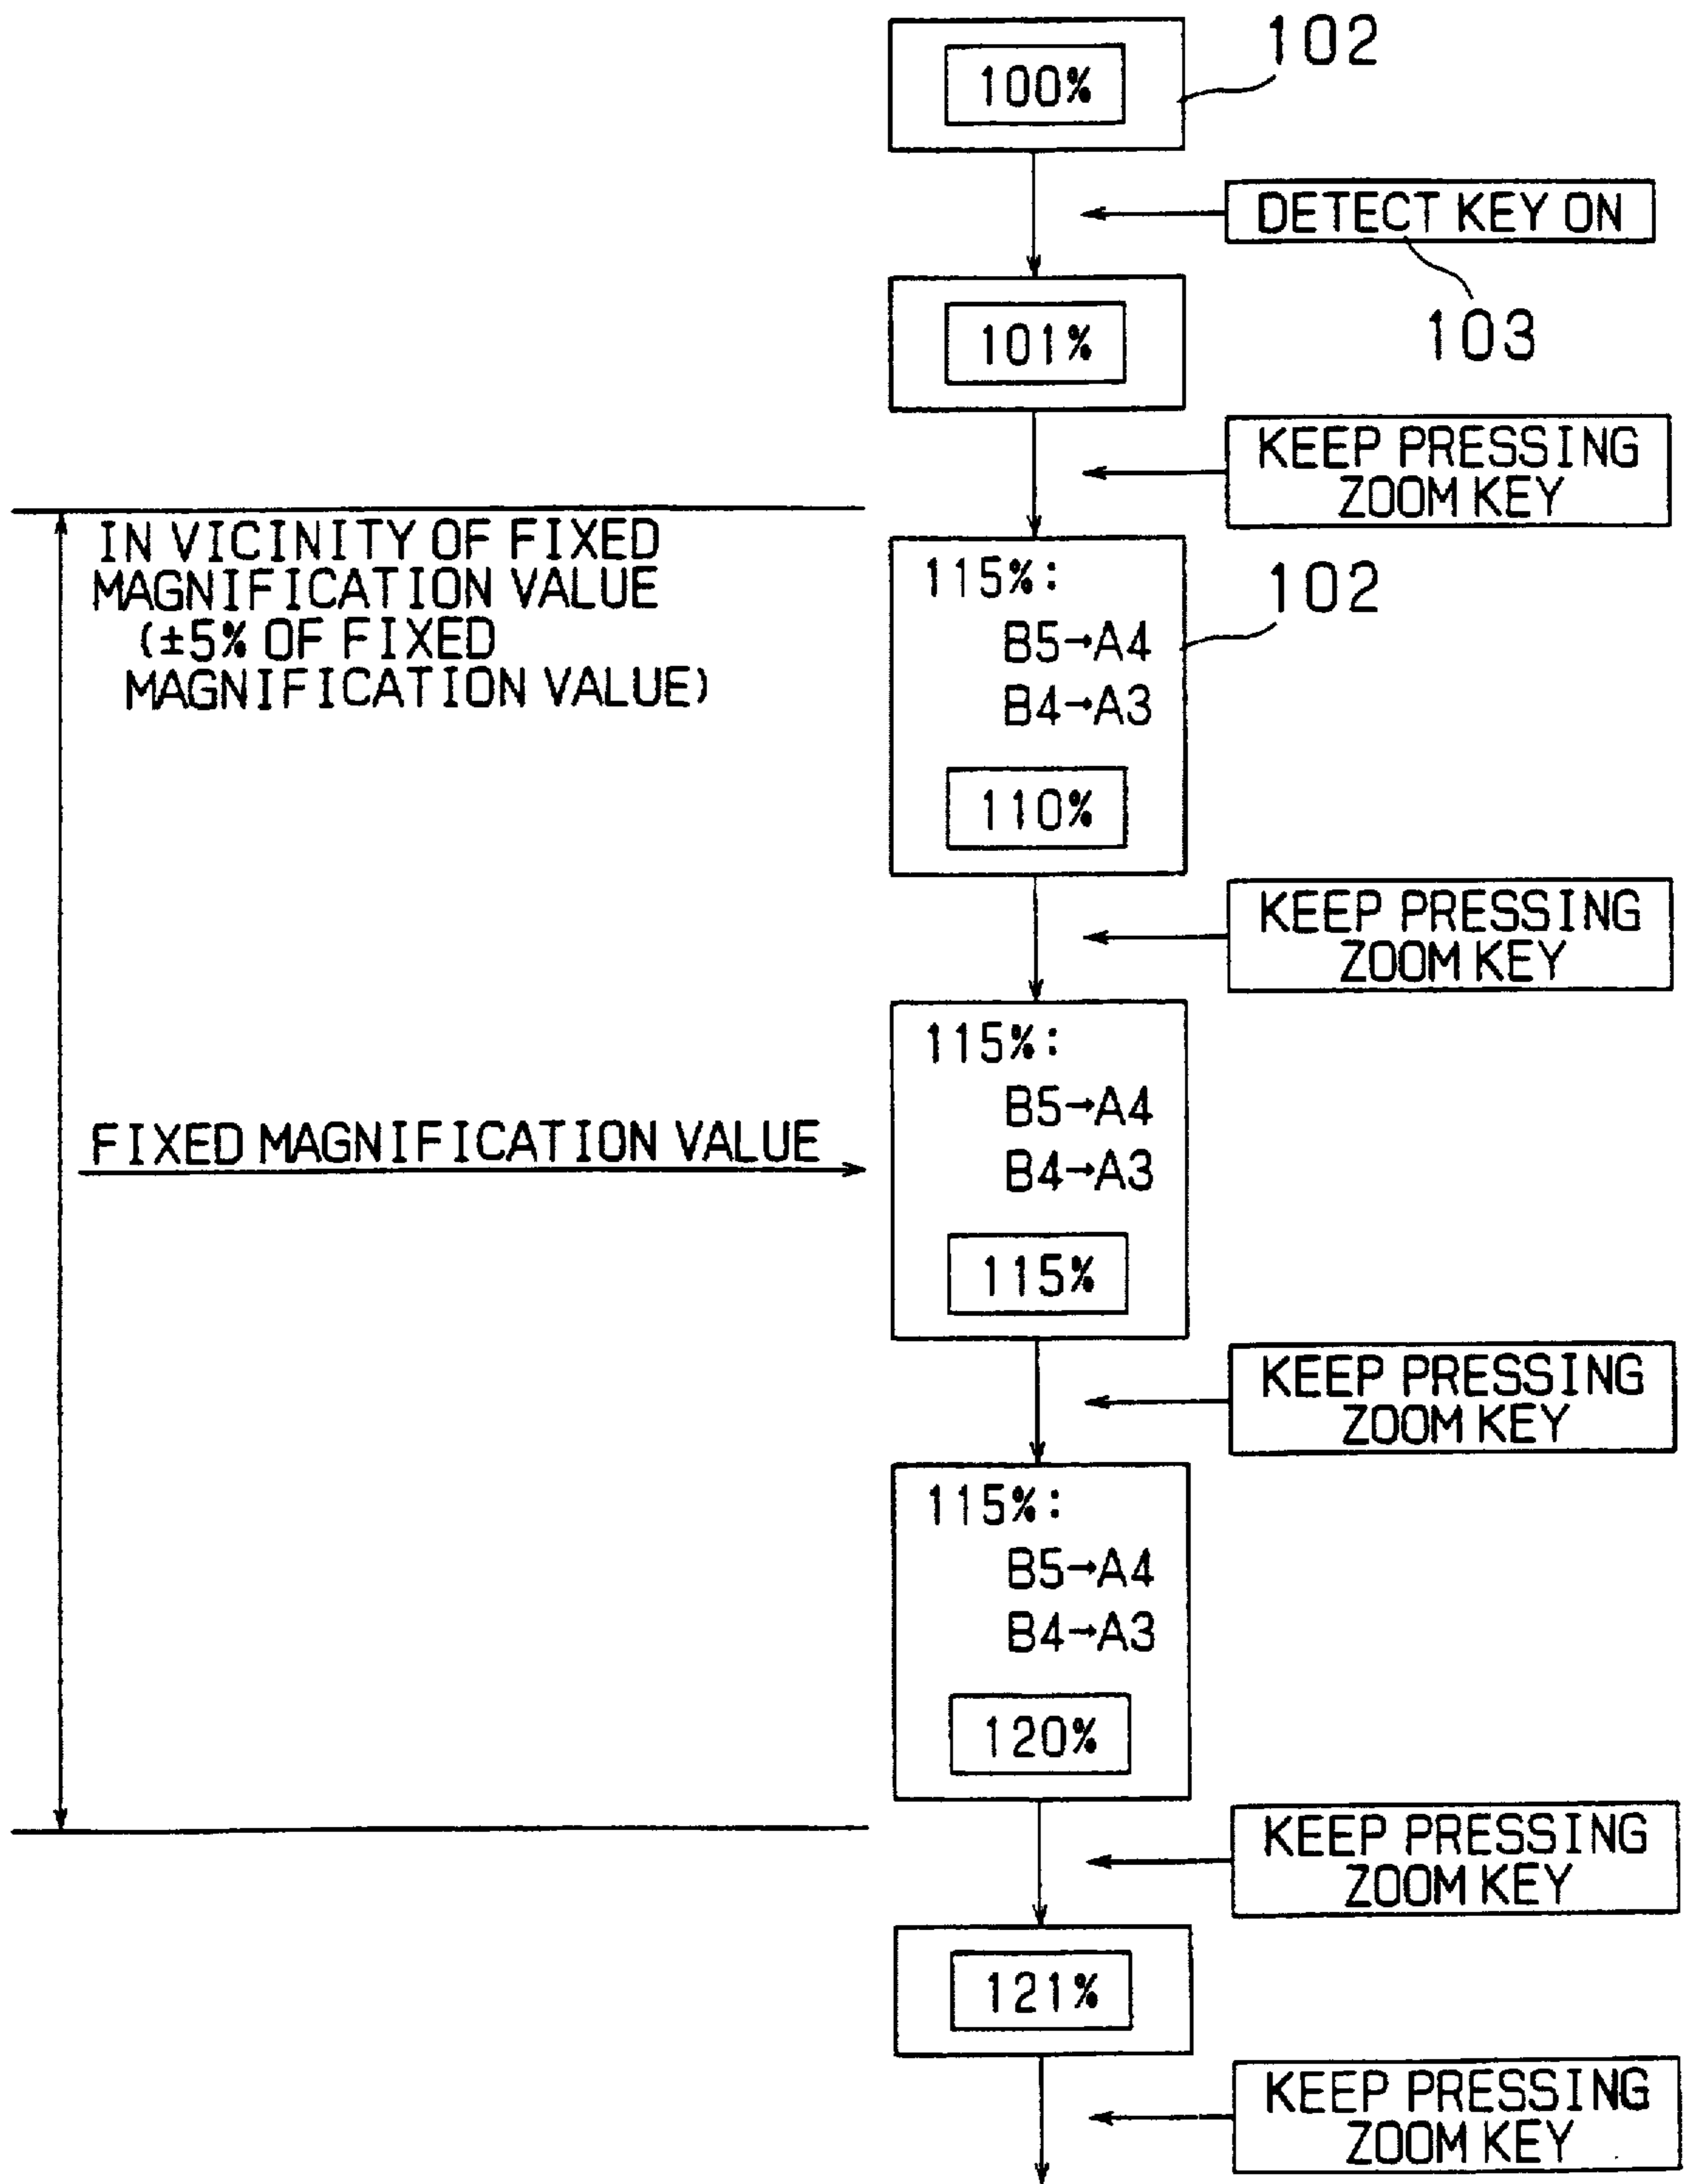 102
100%
DETECT KEY ON
103
101%
KEEP PRESSING
ZOOM KEY
IN VICINITY OF FIXED
MAGNIFICATION VALUE
(±5% OF FIXED
MAGNIFICATION VALUE)
115%:
B5→A4
B4→A3
110%
102
KEEP PRESSING
ZOOM KEY
115%:
B5→A4
B4→A3
115%
FIXED MAGNIFICATION VALUE
KEEP PRESSING
ZOOM KEY
115%:
B5→A4
B4→A3
120%
KEEP PRESSING
ZOOM KEY
121%
KEEP PRESSING
ZOOM KEY